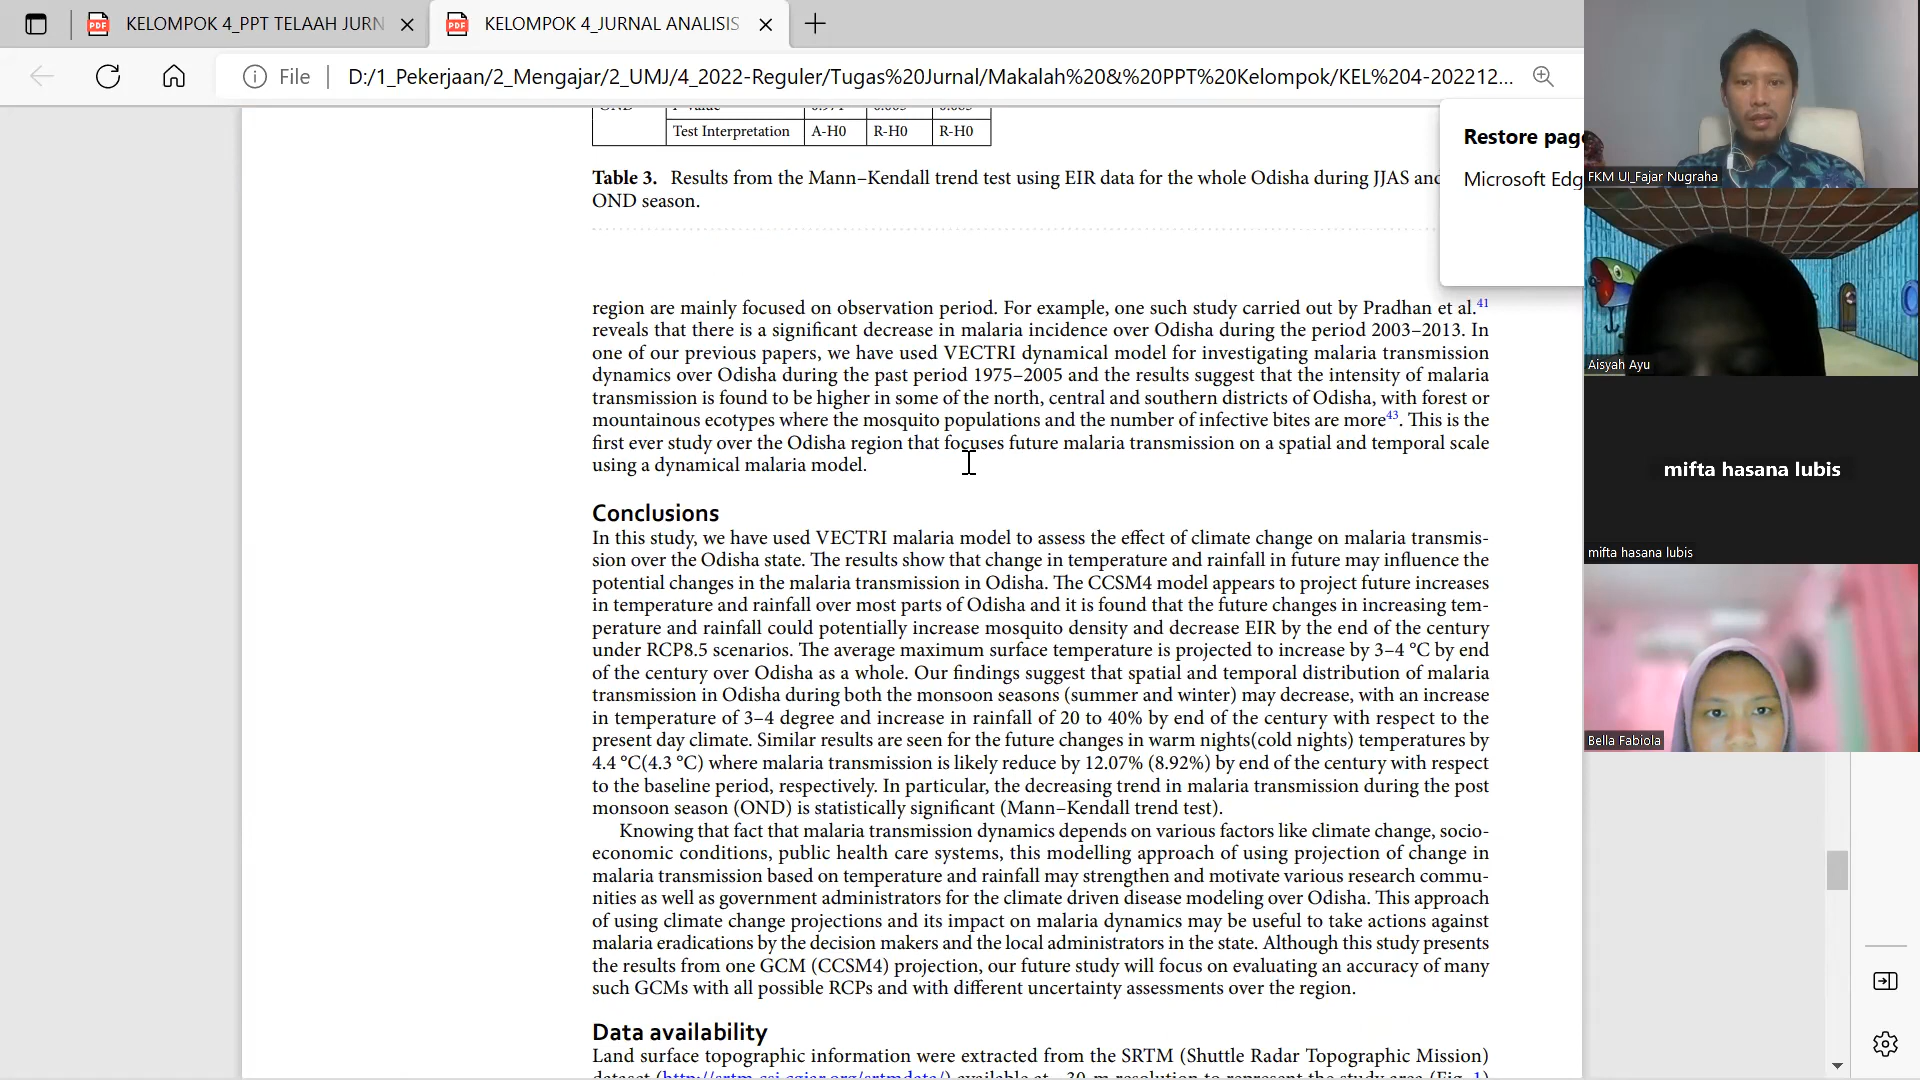 KELOMPOK 4_PPT TELAAH JURN
KELOMPOK 4_JURNAL ANALISIS
File
D:/1_Pekerjaan/2_Mengajar/2_UMJ/4_2022-Reguler/Tugas%20Jurnal/Makalah%20&%20PPT%20Kelompok/KEL%204-202212...
Test Interpretation A-H0 R-H0 R-H0
Table 3. Results from the Mann–Kendall trend test using EIR data for the whole Odisha during JJAS and
OND season.
Restore page
Microsoft Edg
region are mainly focused on observation period. For example, one such study carried out by Pradhan et al.41
reveals that there is a significant decrease in malaria incidence over Odisha during the period 2003–2013. In
one of our previous papers, we have used VECTRI dynamical model for investigating malaria transmission
dynamics over Odisha during the past period 1975–2005 and the results suggest that the intensity of malaria
transmission is found to be higher in some of the north, central and southern districts of Odisha, with forest or
mountainous ecotypes where the mosquito populations and the number of infective bites are more43. This is the
first ever study over the Odisha region that focuses future malaria transmission on a spatial and temporal scale
using a dynamical malaria model.
Conclusions
In this study, we have used VECTRI malaria model to assess the effect of climate change on malaria transmis-
sion over the Odisha state. The results show that change in temperature and rainfall in future may influence the
potential changes in the malaria transmission in Odisha. The CCSM4 model appears to project future increases
in temperature and rainfall over most parts of Odisha and it is found that the future changes in increasing tem-
perature and rainfall could potentially increase mosquito density and decrease EIR by the end of the century
under RCP8.5 scenarios. The average maximum surface temperature is projected to increase by 3–4 °C by end
of the century over Odisha as a whole. Our findings suggest that spatial and temporal distribution of malaria
transmission in Odisha during both the monsoon seasons (summer and winter) may decrease, with an increase
in temperature of 3–4 degree and increase in rainfall of 20 to 40% by end of the century with respect to the
present day climate. Similar results are seen for the future changes in warm nights(cold nights) temperatures by
4.4 °C(4.3 °C) where malaria transmission is likely reduce by 12.07% (8.92%) by end of the century with respect
to the baseline period, respectively. In particular, the decreasing trend in malaria transmission during the post
monsoon season (OND) is statistically significant (Mann–Kendall trend test).
Knowing that fact that malaria transmission dynamics depends on various factors like climate change, socio-
economic conditions, public health care systems, this modelling approach of using projection of change in
malaria transmission based on temperature and rainfall may strengthen and motivate various research commu-
nities as well as government administrators for the climate driven disease modeling over Odisha. This approach
of using climate change projections and its impact on malaria dynamics may be useful to take actions against
malaria eradications by the decision makers and the local administrators in the state. Although this study presents
the results from one GCM (CCSM4) projection, our future study will focus on evaluating an accuracy of many
such GCMs with all possible RCPs and with different uncertainty assessments over the region.
Data availability
Land surface topographic information were extracted from the SRTM (Shuttle Radar Topographic Mission)
FKM UI_Fajar Nugraha
Aisyah Ayu
mifta hasana lubis
mifta hasana lubis
Bella Fabiola